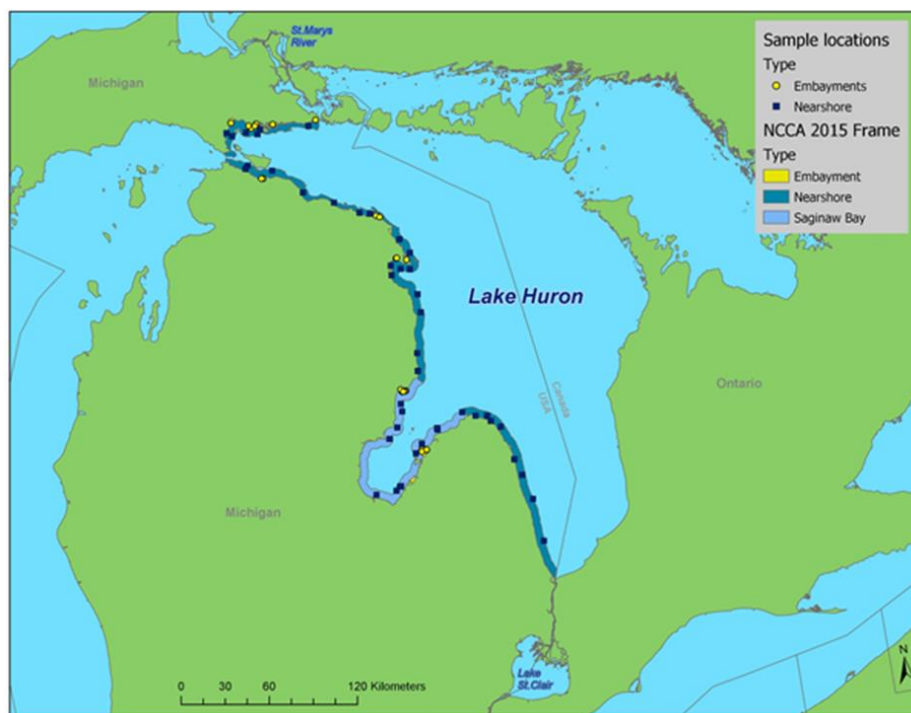 St.Marys
River
Michigan
Sample locations
Type
Embayments
Nearshore
NCCA 2015 Frame
Type
Embayment
Nearshore
Saginaw Bay
Lake Huron
Canada
USA
Ontario
Michigan
0 30 60 120 Kilometers
Lake
St.Clair
N